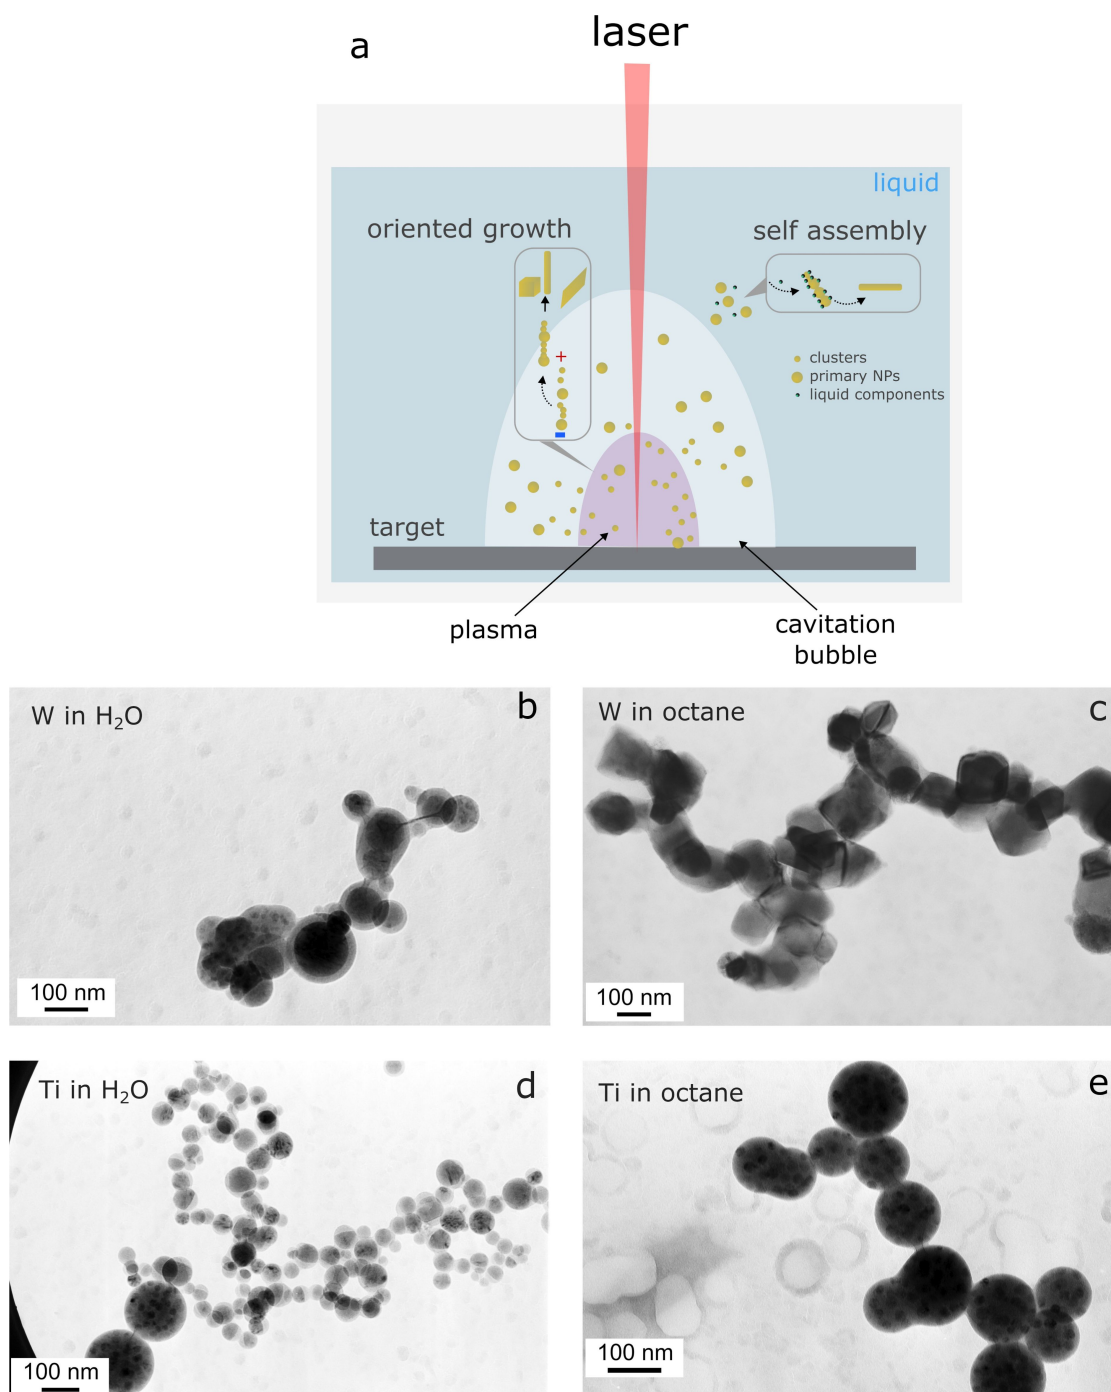 a
laser
liquid
oriented growth
self assembly
+
clusters
primary NPs
liquid components
target
plasma
cavitation
bubble
W in H₂O
b
100 nm
W in octane
c
100 nm
Ti in H₂O
d
100 nm
Ti in octane
e
100 nm